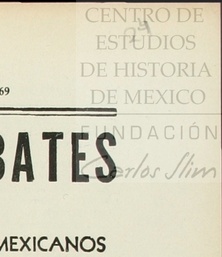 CENTRO DE
ESTUDIOS
DE HISTORIA
DE MEXICO
69
FUNDACIÓN
BATES
Carlos Slim
MEXICANOS